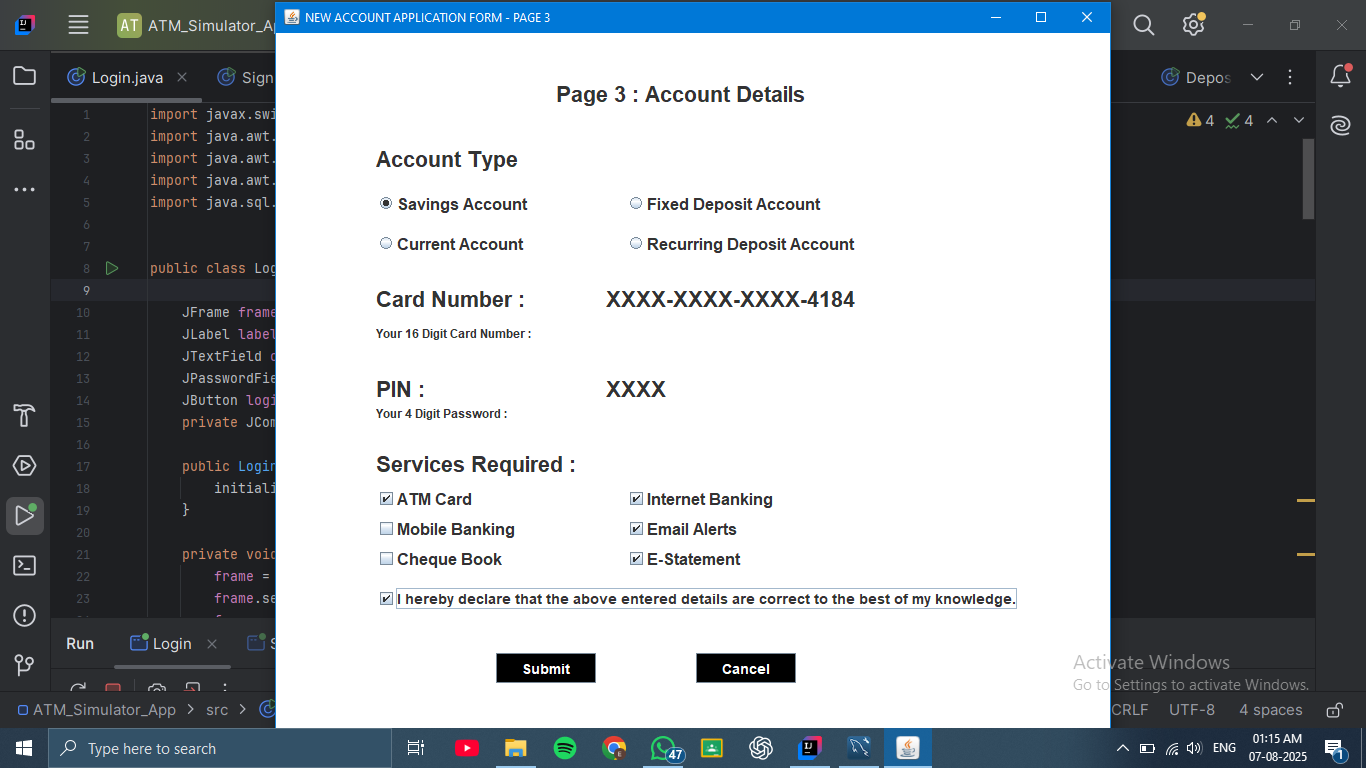 AT ATM_Simulator_A
NEW ACCOUNT APPLICATION FORM - PAGE 3
Login.java
Sign
Depos
4 4
1 import javax.swi
2 import java.awt.
3 import java.awt.
4 import java.awt.
5 import java.sql.
6
7
8 public class Log
9
10 JFrame frame
11 JLabel label
12 JTextField
13 JPasswordFie
14 JButton logi
15 private JCom
16
17 public Login
18 initiali
19 }
20
21 private void
22 frame =
23 frame.se
Page 3 : Account Details
Account Type
Savings Account Fixed Deposit Account
Current Account Recurring Deposit Account
Card Number : XXXX-XXXX-XXXX-4184
Your 16 Digit Card Number :
PIN : XXXX
Your 4 Digit Password :
Services Required :
ATM Card Internet Banking
Mobile Banking Email Alerts
Cheque Book E-Statement
I hereby declare that the above entered details are correct to the best of my knowledge.
Submit Cancel
Run Login
Activate Windows
Go to Settings to activate Windows.
ATM_Simulator_App > src >
CRLF UTF-8 4 spaces
Type here to search
47
ENG
01:15 AM
07-08-2025
1